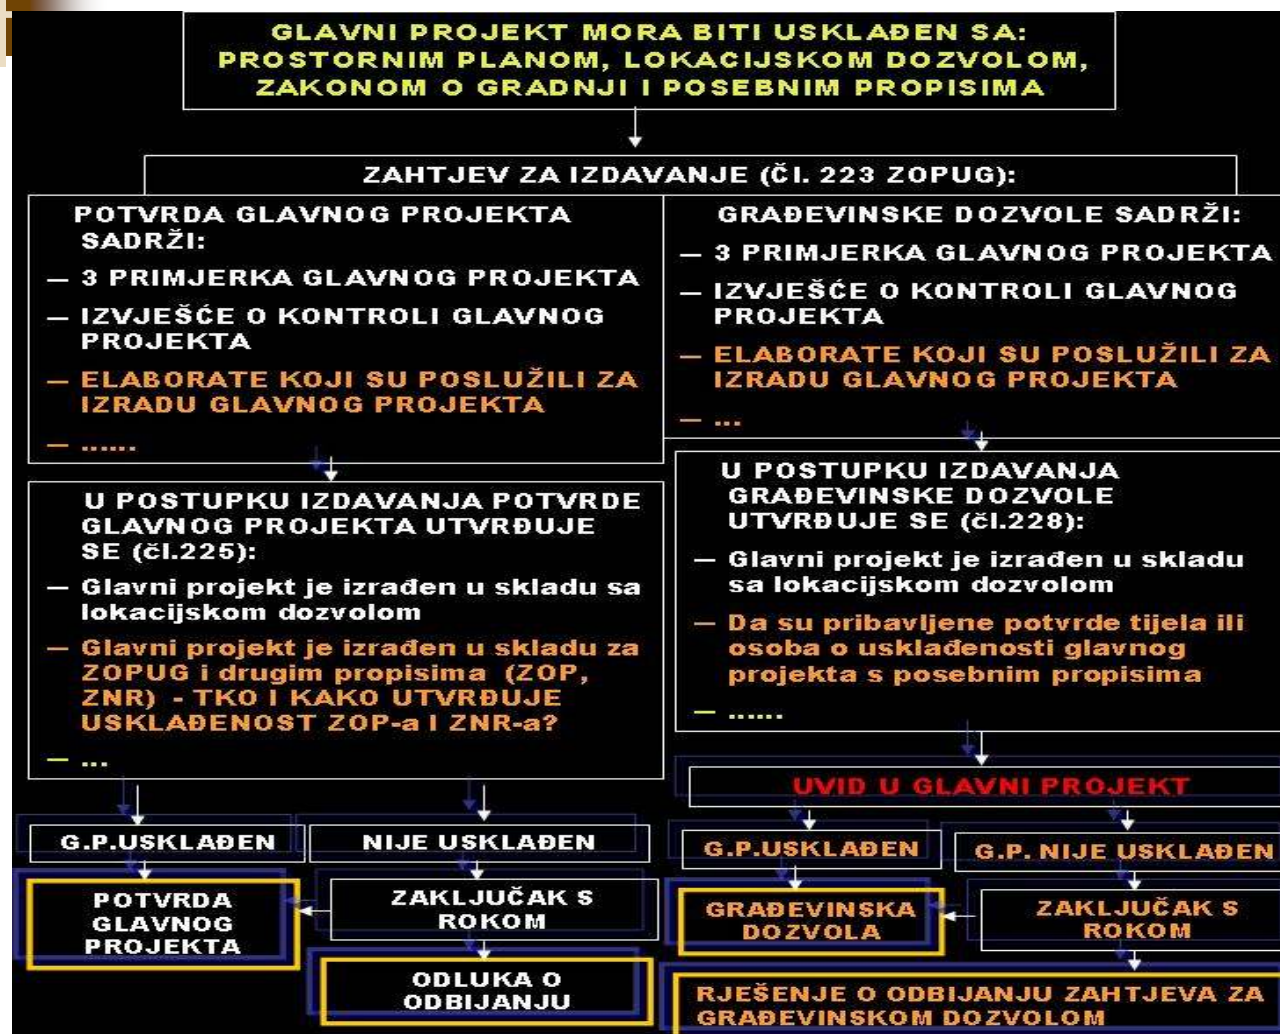 GLAVNI PROJEKT MORA BITI USKLAĐEN SA:
PROSTORNIM PLANOM, LOKACIJSKOM DOZVOLOM,
ZAKONOM O GRADNJI I POSEBNIM PROPISIMA
ZAHTJEV ZA IZDAVANJE (Čl. 223 ZOPUG):
POTVRDA GLAVNOG PROJEKTA
SADRŽI:
— 3 PRIMJERKA GLAVNOG PROJEKTA
— IZVJEŠĆE O KONTROLI GLAVNOG
PROJEKTA
— ELABORATE KOJI SU POSLUŽILI ZA
IZRADU GLAVNOG PROJEKTA
— ......
GRAĐEVINSKE DOZVOLE SADRŽI:
— 3 PRIMJERKA GLAVNOG PROJEKTA
— IZVJEŠĆE O KONTROLI GLAVNOG
PROJEKTA
— ELABORATE KOJI SU POSLUŽILI ZA
IZRADU GLAVNOG PROJEKTA
— ...
U POSTUPKU IZDAVANJA POTVRDE
GLAVNOG PROJEKTA UTVRĐUJE
SE (čl.225):
— Glavni projekt je izrađen u skladu sa
lokacijskom dozvolom
— Glavni projekt je izrađen u skladu za
ZOPUG i drugim propisima (ZOP,
ZNR) - TKO I KAKO UTVRĐUJE
USKLAĐENOST ZOP-a I ZNR-a?
— ...
U POSTUPKU IZDAVANJA
GRAĐEVINSKE DOZVOLE
UTVRĐUJE SE (čl.228):
— Glavni projekt je izrađen u skladu
sa lokacijskom dozvolom
— Da su pribavljene potvrde tijela ili
osoba o usklađenosti glavnog
projekta s posebnim propisima
— ......
UVID U GLAVNI PROJEKT
G.P.USKLAĐEN
NIJE USKLAĐEN
G.P.USKLAĐEN
G.P. NIJE USKLAĐEN
POTVRDA
GLAVNOG
PROJEKTA
ZAKLJUČAK S
ROKOM
GRAĐEVINSKA
DOZVOLA
ZAKLJUČAK S
ROKOM
ODLUKA O
ODBIJANJU
RJEŠENJE O ODBIJANJU ZAHTJEVA ZA
GRAĐEVINSKOM DOZVOLOM